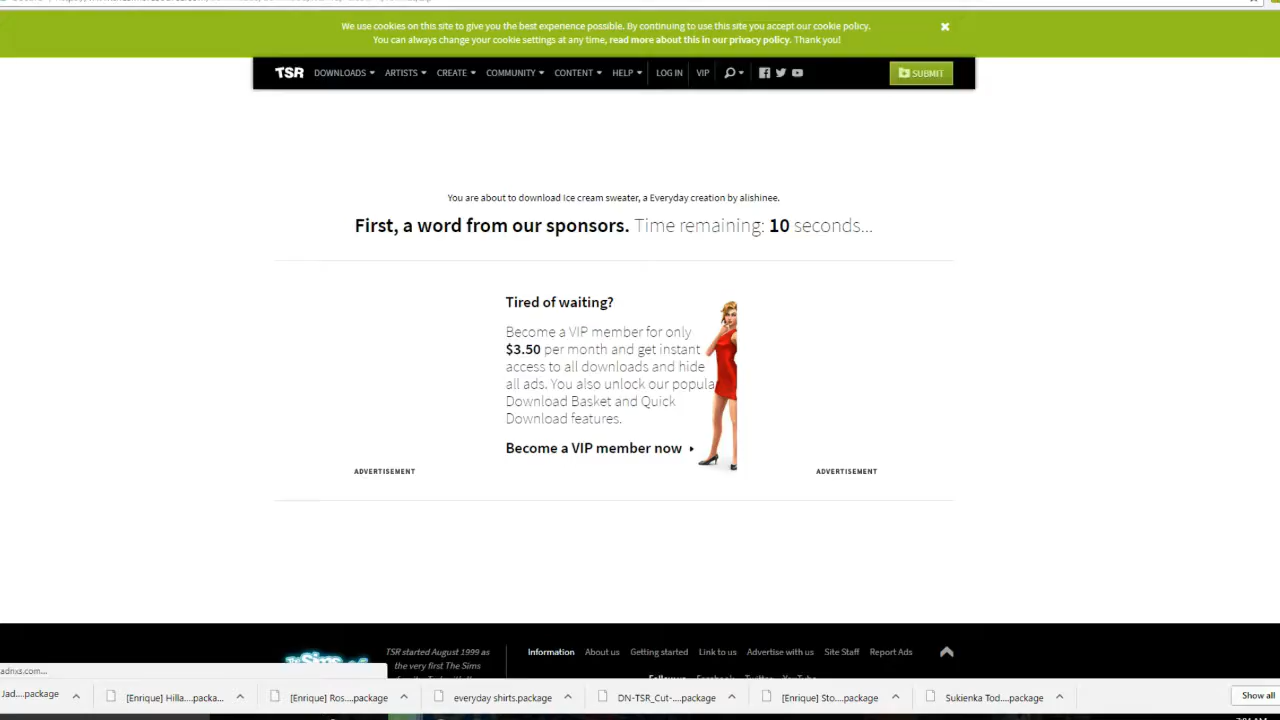 We use cookies on this site to give you the best experience possible. By continuing to use this site you accept our cookie policy.
You can always change your cookie settings at any time, read more about this in our privacy policy. Thank you!
TSR DOWNLOADS ARTISTS CREATE COMMUNITY CONTENT HELP LOG IN VIP SUBMIT
You are about to download Ice cream sweater, a Everyday creation by alishinee.
First, a word from our sponsors. Time remaining: 10 seconds...
Tired of waiting?
Become a VIP member for only
$3.50 per month and get instant
access to all downloads and hide
all ads. You also unlock our popula
Download Basket and Quick
Download features.
Become a VIP member now
ADVERTISEMENT
ADVERTISEMENT
TSR started August 1999 as
the very first The Sims
Information About us Getting started Link to us Advertise with us Site Staff Report Ads
Follow us Facebook Twitter YouTube
adnxs.com...
Jad....package [Enrique] Hilla....packa... [Enrique] Ros....package everyday shirts.package DN-TSR_Cut-....package [Enrique] Sto....package Sukienka Tod....package Show all